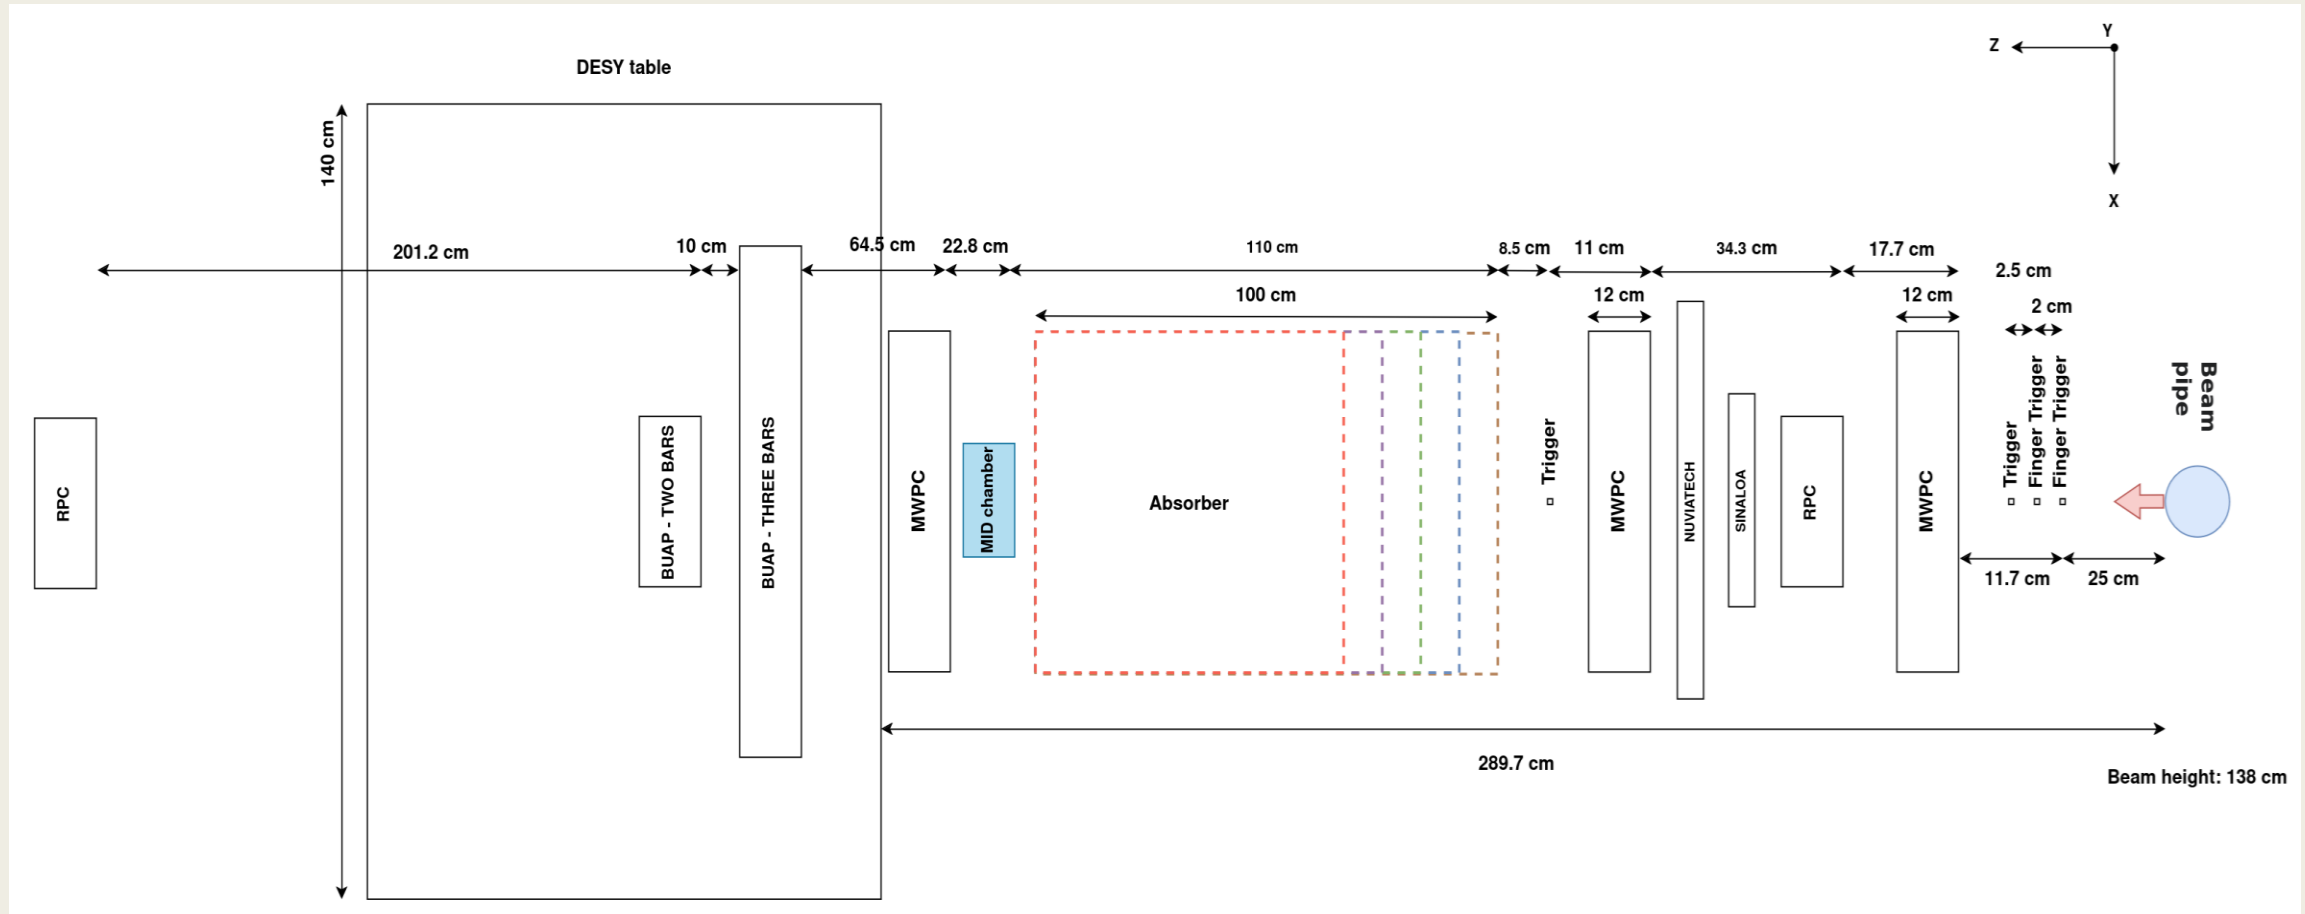 Y
Z
X
DESY table
140 cm
201.2 cm
10 cm
64.5 cm
22.8 cm
110 cm
8.5 cm
11 cm
34.3 cm
17.7 cm
2.5 cm
100 cm
12 cm
12 cm
2 cm
RPC
BUAP - TWO BARS
BUAP - THREE BARS
MWPC
MID chamber
Absorber
Trigger
MWPC
NUVIATECH
SINALOA
RPC
MWPC
Trigger
Finger Trigger
Finger Trigger
Beam
pipe
11.7 cm
25 cm
289.7 cm
Beam height: 138 cm